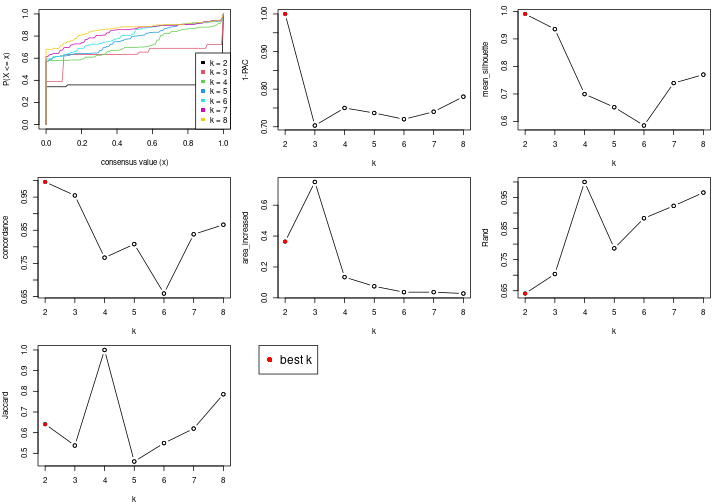 P(X <= x)
0.0 0.2 0.4 0.6 0.8 1.0
k = 2
k = 3
k = 4
k = 5
k = 6
k = 7
k = 8
0.0 0.2 0.4 0.6 0.8 1.0
consensus value (x)
1-PAC
0.70 0.80 0.90 1.00
2 3 4 5 6 7 8
k
mean_silhouette
0.6 0.7 0.8 0.9
2 3 4 5 6 7 8
k
concordance
0.65 0.75 0.85 0.95
2 3 4 5 6 7 8
k
area_increased
0.0 0.2 0.4 0.6
2 3 4 5 6 7 8
k
Rand
0.65 0.75 0.85 0.95
2 3 4 5 6 7 8
k
Jaccard
0.5 0.6 0.7 0.8 0.9 1.0
2 3 4 5 6 7 8
k
best k